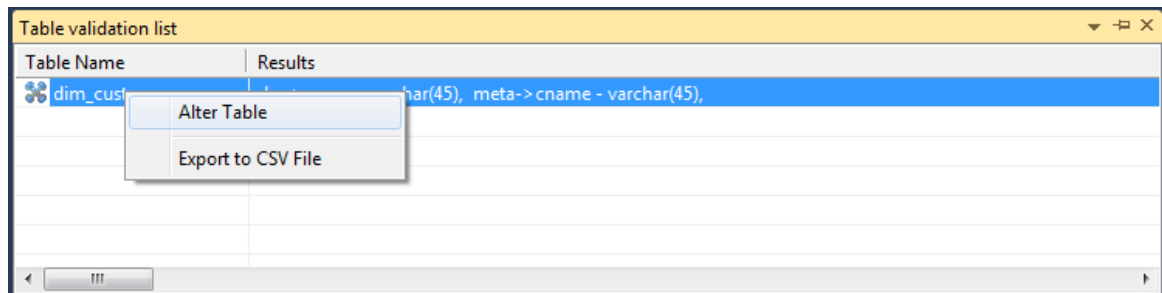 Table validation list
Table Name Results
dim_cust har(45), meta->cname - varchar(45),
Alter Table
Export to CSV File